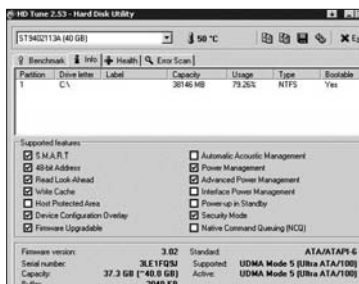 HD Tune 2.53 - Hard Disk Utility
ST9402113A (40 GB) 50 °C
Benchmark Info Health Error Scan
Partition Drive letter Label Capacity Usage Type Bootable
1 C:\ 38146 MB 79.26% NTFS Yes
Supported features
S.M.A.R.T Automatic Acoustic Management
48-bit Address Power Management
Read Look-Ahead Advanced Power Management
Write Cache Interface Power Management
Host Protected Area Power-up in Standby
Device Configuration Overlay Security Mode
Firmware Upgradable Native Command Queuing (NCQ)
Firmware version: 3.02 Standard: ATA/ATAPI-6
Serial number: 3LE1FQSJ Supported: UDMA Mode 5 (Ultra ATA/100)
Capacity: 37.3 GB (~40.0 GB) Active: UDMA Mode 5 (Ultra ATA/100)